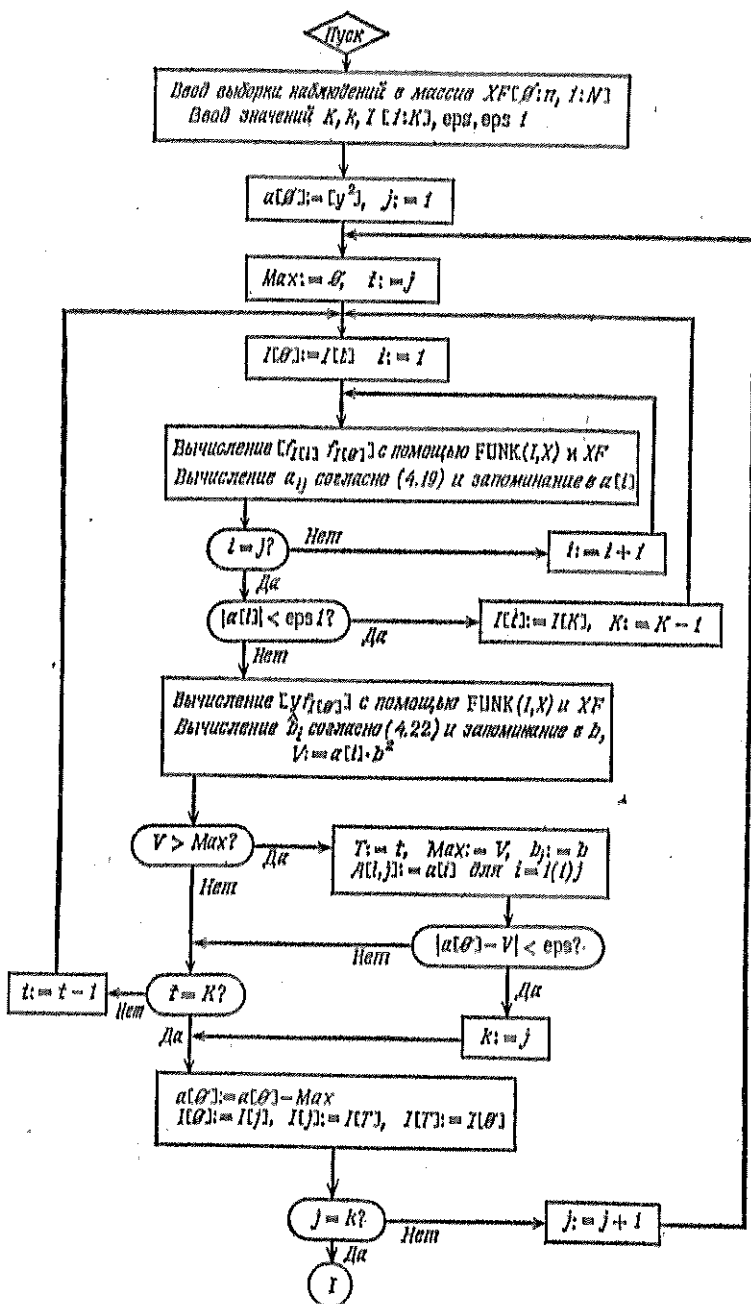 Пуск
Ввод выборки наблюдений в массив XF[Ø:n, 1:N]
Ввод значений K, k, I [1:K], eps, eps 1
a[Ø]:=[y²], j:=1
Max:=Ø, t:=j
I[Ø]:=I[t] i:=1
Вычисление [f_I[i] f_I[Ø]] с помощью FUNK(I,X) и XF
Вычисление a_ij согласно (4.19) и запоминание в a[i]
i=j?
Нет
i:=i+1
Да
|a[i]|<eps1?
Да
I[t]:=I[K], K:=K-1
Нет
Вычисление [yf_I[Ø]] с помощью FUNK(I,X) и XF
Вычисление b̂_j согласно (4.22) и запоминание в b,
V:=a[i]·b²
V>Max?
Да
T:=t, Max:=V, b_j:=b
A[i,j]:=a[i] для i=1(1)j
Нет
|a[Ø]-V|<eps?
Нет
Да
t:=t-1
Нет
t=K?
Да
k:=j
a[Ø]:=a[Ø]-Max
I[Ø]:=I[j], I[j]:=I[T], I[T]:=I[Ø]
j=k?
Нет
j:=j+1
Да
I